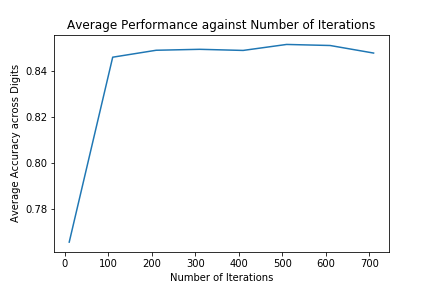 Average Performance against Number of Iterations
Average Accuracy across Digits
0.84
0.82
0.80
0.78
0 100 200 300 400 500 600 700
Number of Iterations